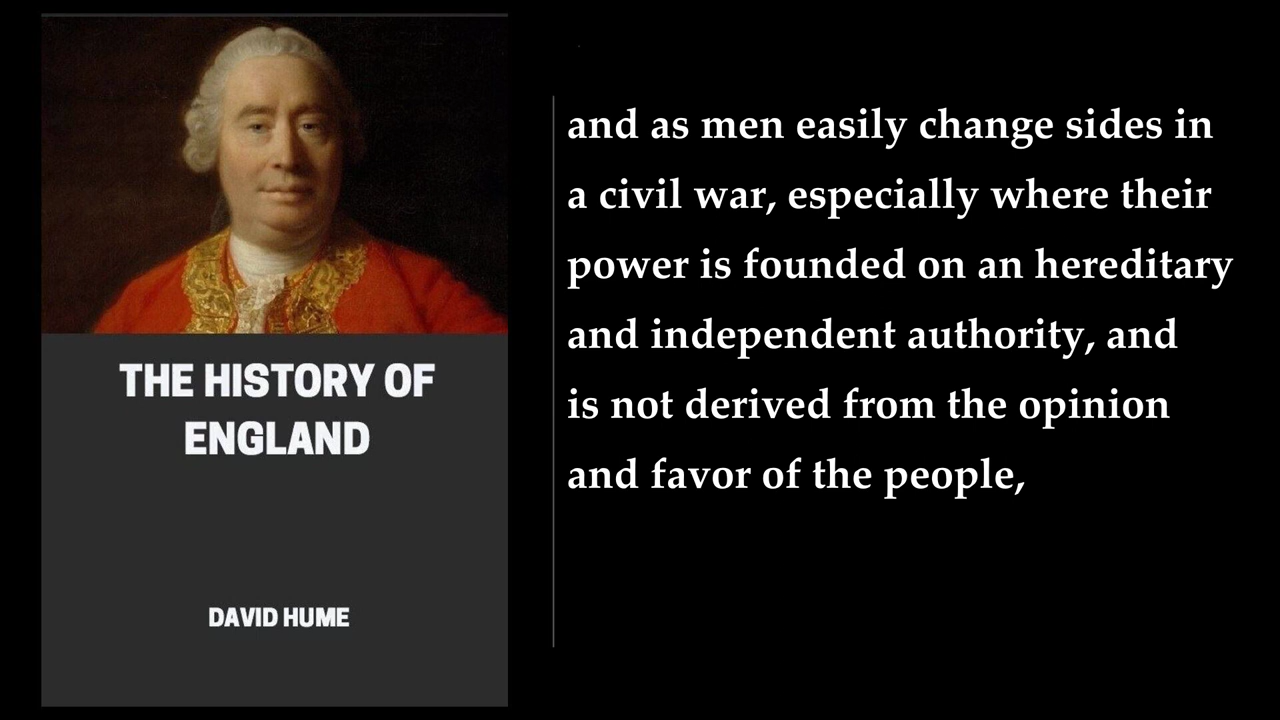 THE HISTORY OF
ENGLAND
DAVID HUME
and as men easily change sides in
a civil war, especially where their
power is founded on an hereditary
and independent authority, and
is not derived from the opinion
and favor of the people,